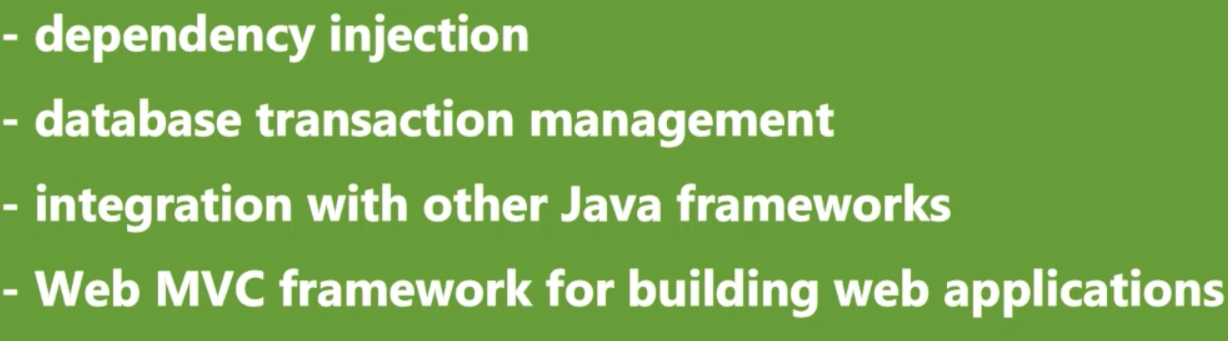 - dependency injection
- database transaction management
- integration with other Java frameworks
- Web MVC framework for building web applications